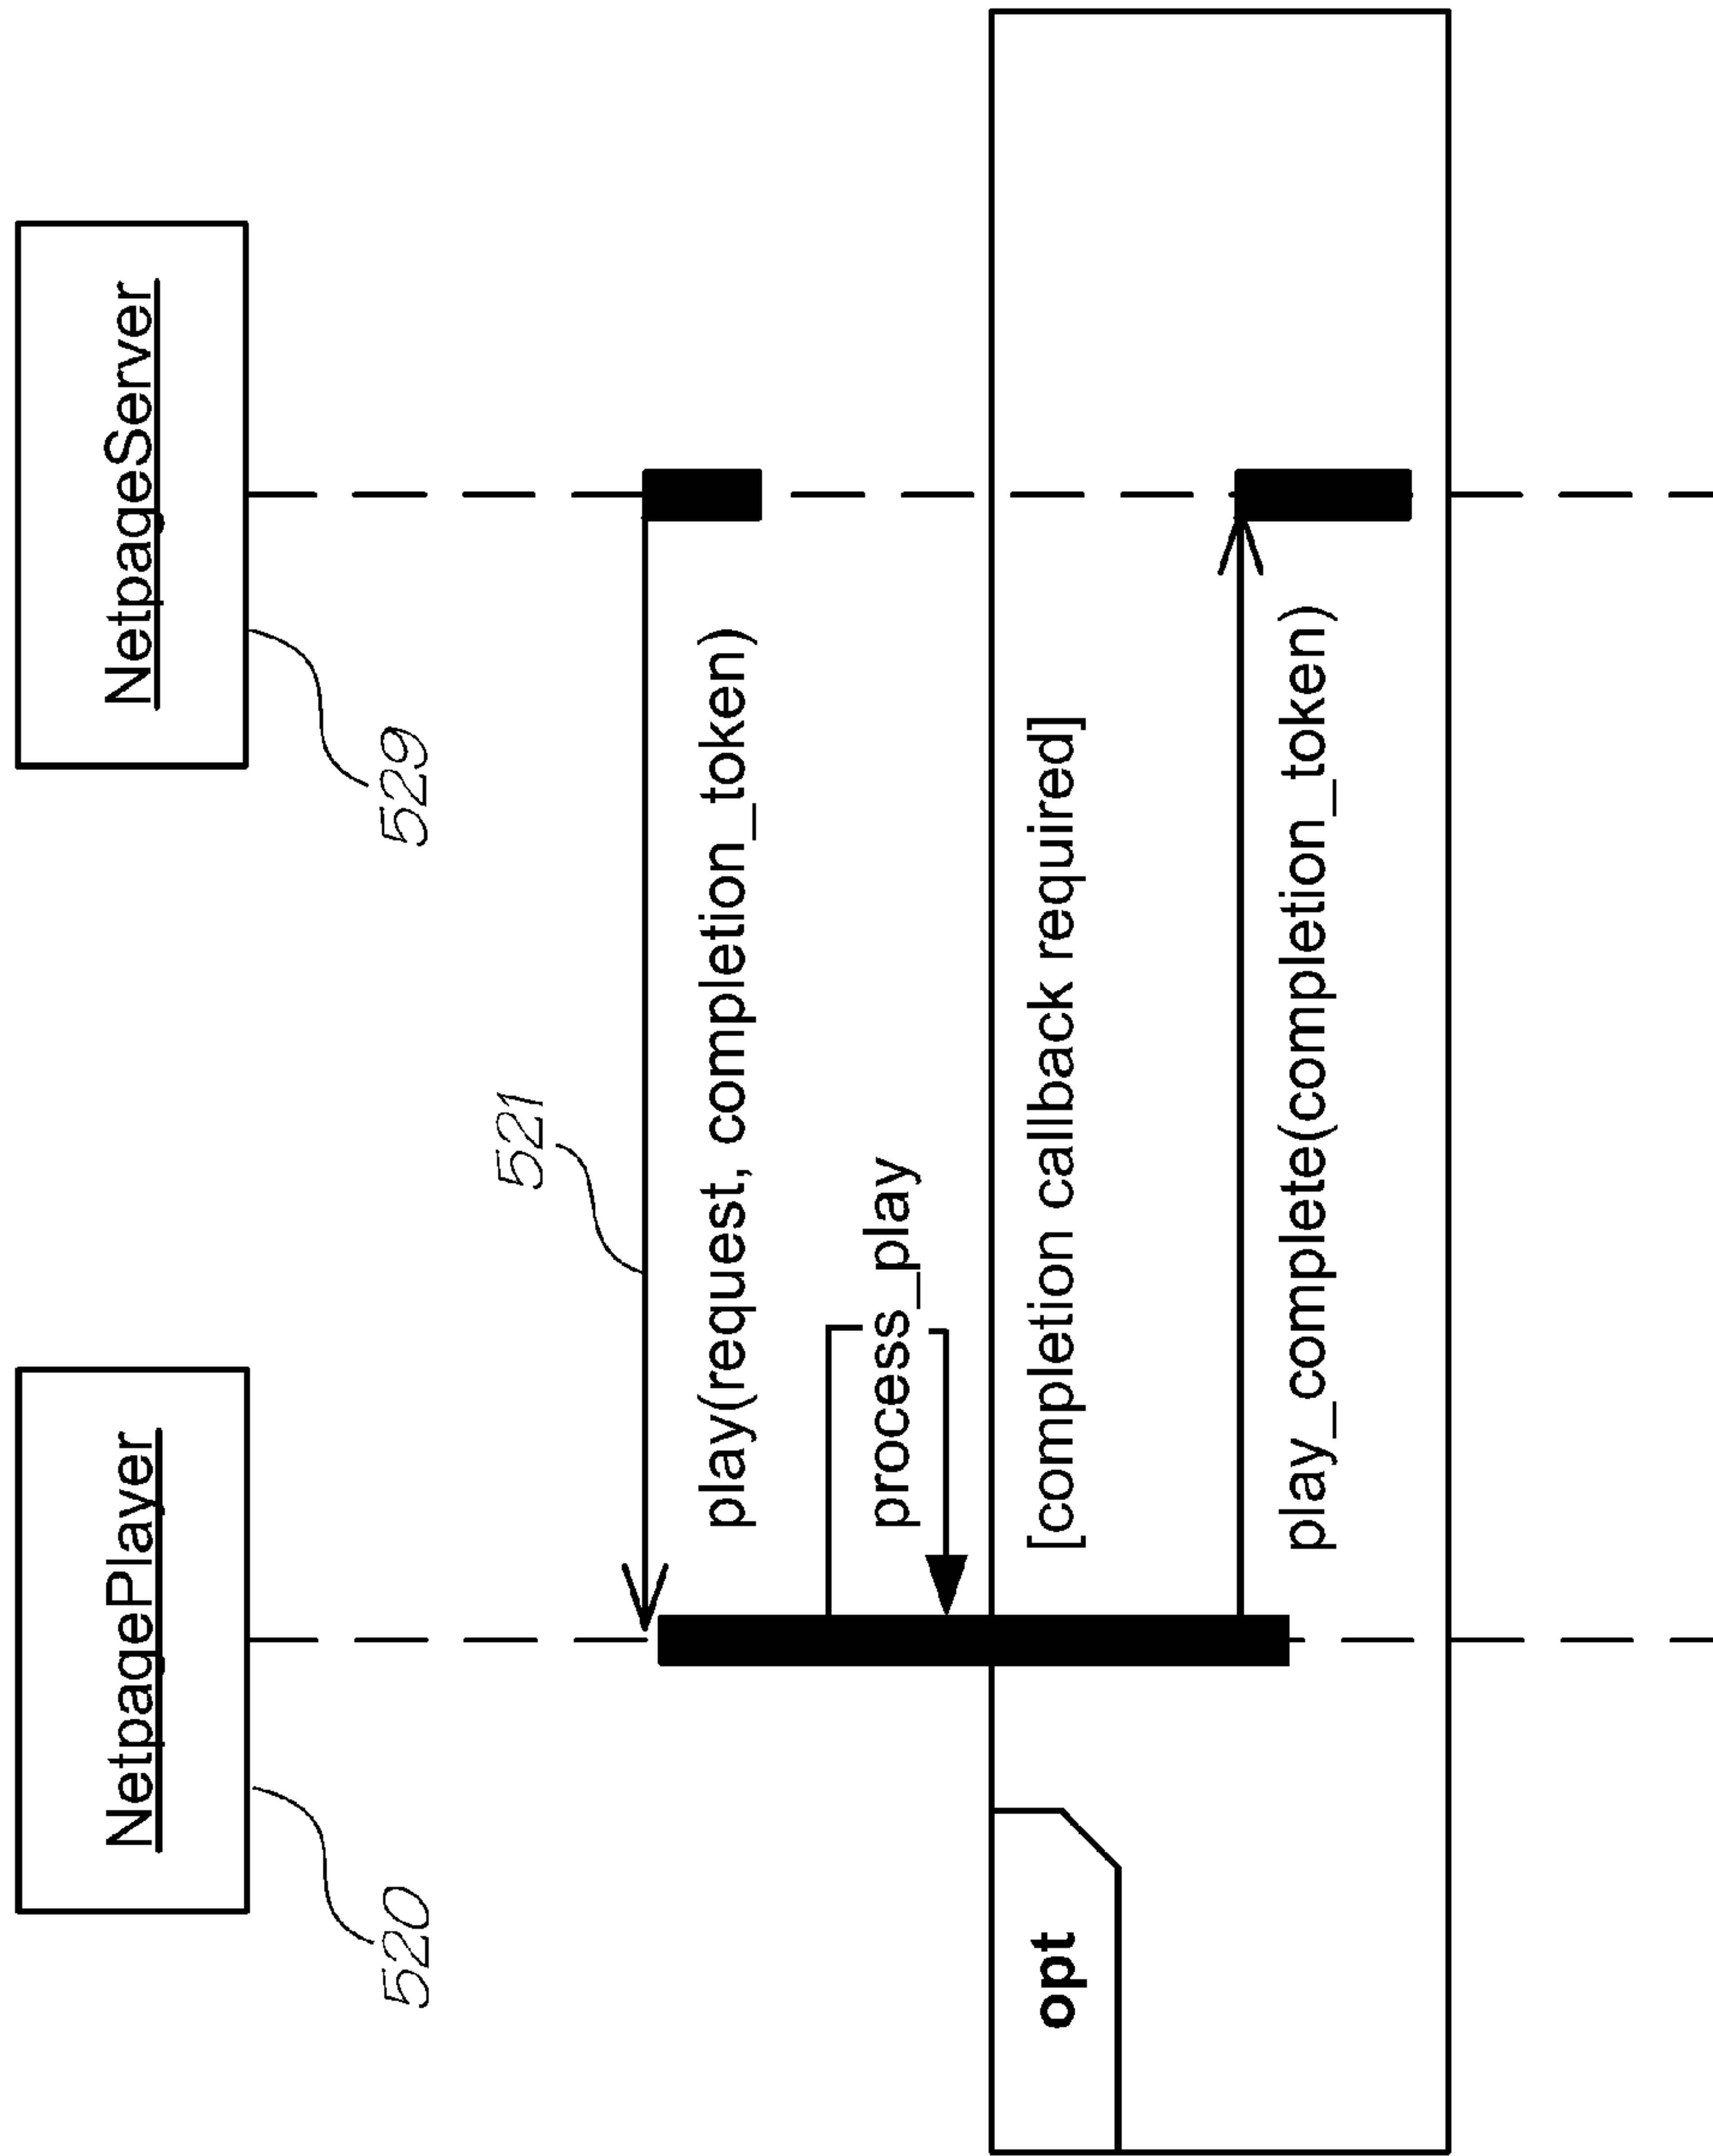 NetpagePlayer
NetpageServer
520
529
521
play(request, completion_token)
process_play
opt
[completion callback required]
play_complete(completion_token)